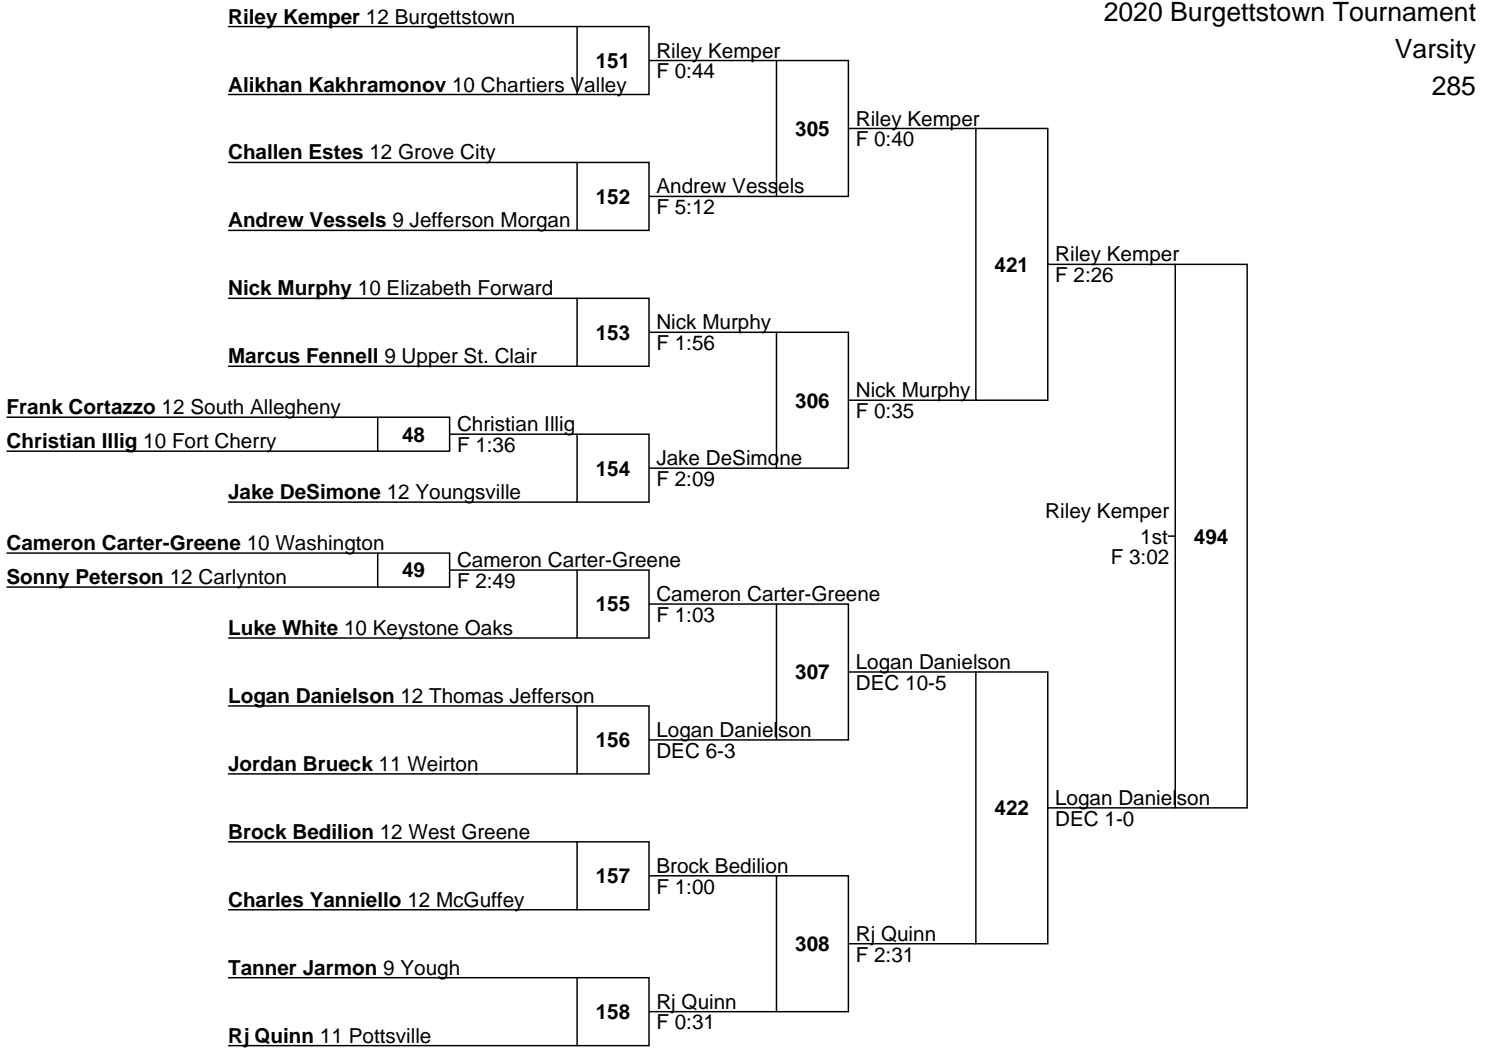 2020 Burgettstown Tournament
Varsity
285
Riley Kemper 12 Burgettstown
151
Riley Kemper
F 0:44
Alikhan Kakhramonov 10 Chartiers Valley
305
Riley Kemper
F 0:40
Challen Estes 12 Grove City
152
Andrew Vessels
F 5:12
Andrew Vessels 9 Jefferson Morgan
421
Riley Kemper
F 2:26
Nick Murphy 10 Elizabeth Forward
153
Nick Murphy
F 1:56
Marcus Fennell 9 Upper St. Clair
306
Nick Murphy
F 0:35
Frank Cortazzo 12 South Allegheny
48
Christian Illig
F 1:36
Christian Illig 10 Fort Cherry
154
Jake DeSimone
F 2:09
Jake DeSimone 12 Youngsville
Riley Kemper
1st
F 3:02
494
Cameron Carter-Greene 10 Washington
49
Cameron Carter-Greene
F 2:49
Sonny Peterson 12 Carlynton
155
Cameron Carter-Greene
F 1:03
Luke White 10 Keystone Oaks
307
Logan Danielson
DEC 10-5
Logan Danielson 12 Thomas Jefferson
156
Logan Danielson
DEC 6-3
Jordan Brueck 11 Weirton
422
Logan Danielson
DEC 1-0
Brock Bedilion 12 West Greene
157
Brock Bedilion
F 1:00
Charles Yanniello 12 McGuffey
308
Rj Quinn
F 2:31
Tanner Jarmon 9 Yough
158
Rj Quinn
F 0:31
Rj Quinn 11 Pottsville